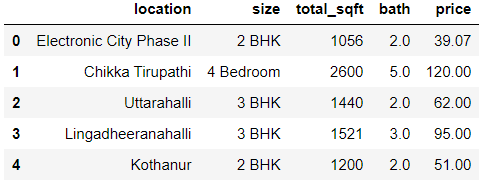 location size total_sqft bath price
0 Electronic City Phase II 2 BHK 1056 2.0 39.07
1 Chikka Tirupathi 4 Bedroom 2600 5.0 120.00
2 Uttarahalli 3 BHK 1440 2.0 62.00
3 Lingadheeranahalli 3 BHK 1521 3.0 95.00
4 Kothanur 2 BHK 1200 2.0 51.00